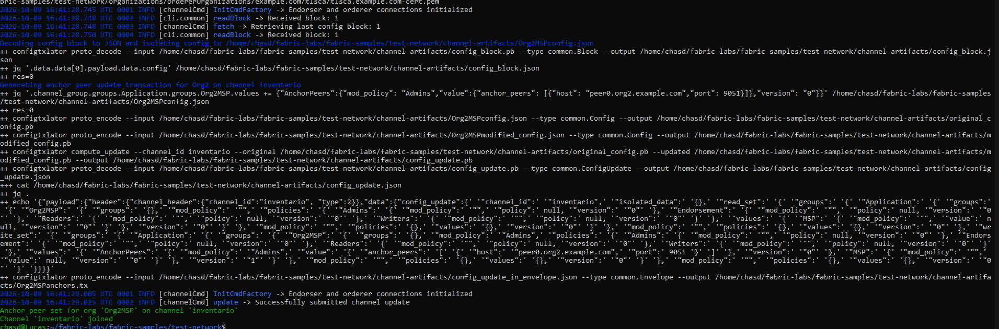 bric-samples/test-network/organizations/ordererOrganizations/example.com/tlsca/tlsca.example.com-cert.pem
2026-10-09 16:41:28.745 UTC 0001 INFO [channelCmd] InitCmdFactory -> Endorser and orderer connections initialized
2026-10-09 16:41:28.748 UTC 0002 INFO [cli.common] readBlock -> Received block: 1
2026-10-09 16:41:28.748 UTC 0003 INFO [channelCmd] fetch -> Retrieving last config block: 1
2026-10-09 16:41:28.750 UTC 0004 INFO [cli.common] readBlock -> Received block: 1
Decoding config block to JSON and isolating config to /home/chasd/fabric-labs/fabric-samples/test-network/channel-artifacts/Org2MSPconfig.json
++ configtxlator proto_decode --input /home/chasd/fabric-labs/fabric-samples/test-network/channel-artifacts/config_block.pb --type common.Block --output /home/chasd/fabric-labs/fabric-samples/test-network/channel-artifacts/config_block.j
son
++ jq '.data.data[0].payload.data.config' /home/chasd/fabric-labs/fabric-samples/test-network/channel-artifacts/config_block.json
++ res=0
Generating anchor peer update transaction for Org2 on channel inventario
++ jq '.channel_group.groups.Application.groups.Org2MSP.values += {"AnchorPeers":{"mod_policy": "Admins","value":{"anchor_peers": [{"host": "peer0.org2.example.com","port": 9051}]},"version": "0"}}' /home/chasd/fabric-labs/fabric-samples
/test-network/channel-artifacts/Org2MSPconfig.json
++ res=0
++ configtxlator proto_encode --input /home/chasd/fabric-labs/fabric-samples/test-network/channel-artifacts/Org2MSPconfig.json --type common.Config --output /home/chasd/fabric-labs/fabric-samples/test-network/channel-artifacts/original_c
onfig.pb
++ configtxlator proto_encode --input /home/chasd/fabric-labs/fabric-samples/test-network/channel-artifacts/Org2MSPmodified_config.json --type common.Config --output /home/chasd/fabric-labs/fabric-samples/test-network/channel-artifacts/m
odified_config.pb
++ configtxlator compute_update --channel_id inventario --original /home/chasd/fabric-labs/fabric-samples/test-network/channel-artifacts/original_config.pb --updated /home/chasd/fabric-labs/fabric-samples/test-network/channel-artifacts/m
odified_config.pb --output /home/chasd/fabric-labs/fabric-samples/test-network/channel-artifacts/config_update.pb
++ configtxlator proto_decode --input /home/chasd/fabric-labs/fabric-samples/test-network/channel-artifacts/config_update.pb --type common.ConfigUpdate --output /home/chasd/fabric-labs/fabric-samples/test-network/channel-artifacts/config
_update.json
+++ cat /home/chasd/fabric-labs/fabric-samples/test-network/channel-artifacts/config_update.json
++ jq .
++ echo '{"payload":{"header":{"channel_header":{"channel_id":"inventario", "type":2}},"data":{"config_update":{' '"channel_id":' '"inventario",' '"isolated_data":' '{},' '"read_set":' '{' '"groups":' '{' '"Application":' '{' '"groups":'
 '{' '"Org2MSP":' '{' '"groups":' '{},' '"mod_policy":' '"",' '"policies":' '{' '"Admins":' '{' '"mod_policy":' '"",' '"policy":' null, '"version":' '"0"' '},' '"Endorsement":' '{' '"mod_policy":' '"",' '"policy":' null, '"version":' '"0
"' '},' '"Readers":' '{' '"mod_policy":' '"",' '"policy":' null, '"version":' '"0"' '},' '"Writers":' '{' '"mod_policy":' '"",' '"policy":' null, '"version":' '"0"' '}' '},' '"values":' '{' '"MSP":' '{' '"mod_policy":' '"",' '"value":' n
ull, '"version":' '"0"' '}' '},' '"version":' '"0"' '}' '},' '"mod_policy":' '"",' '"policies":' '{},' '"values":' '{},' '"version":' '"0"' '}' '},' '"mod_policy":' '"",' '"policies":' '{},' '"values":' '{},' '"version":' '"0"' '},' '"wr
ite_set":' '{' '"groups":' '{' '"Application":' '{' '"groups":' '{' '"Org2MSP":' '{' '"groups":' '{},' '"mod_policy":' '"Admins",' '"policies":' '{' '"Admins":' '{' '"mod_policy":' '"",' '"policy":' null, '"version":' '"0"' '},' '"Endors
ement":' '{' '"mod_policy":' '"",' '"policy":' null, '"version":' '"0"' '},' '"Readers":' '{' '"mod_policy":' '"",' '"policy":' null, '"version":' '"0"' '},' '"Writers":' '{' '"mod_policy":' '"",' '"policy":' null, '"version":' '"0"' '}'
 '},' '"values":' '{' '"AnchorPeers":' '{' '"mod_policy":' '"Admins",' '"value":' '{' '"anchor_peers":' '[' '{' '"host":' '"peer0.org2.example.com",' '"port":' 9051 '}' ']' '},' '"version":' '"0"' '},' '"MSP":' '{' '"mod_policy":' '"",'
'"value":' null, '"version":' '"0"' '}' '},' '"version":' '"1"' '}' '},' '"mod_policy":' '"",' '"policies":' '{},' '"values":' '{},' '"version":' '"0"' '}' '},' '"mod_policy":' '"",' '"policies":' '{},' '"values":' '{},' '"version":' '"0
"' '}' '}}}}'
++ configtxlator proto_encode --input /home/chasd/fabric-labs/fabric-samples/test-network/channel-artifacts/config_update_in_envelope.json --type common.Envelope --output /home/chasd/fabric-labs/fabric-samples/test-network/channel-artifa
cts/Org2MSPanchors.tx
2026-10-09 16:41:29.005 UTC 0001 INFO [channelCmd] InitCmdFactory -> Endorser and orderer connections initialized
2026-10-09 16:41:29.025 UTC 0002 INFO [channelCmd] update -> Successfully submitted channel update
Anchor peer set for org 'Org2MSP' on channel 'inventario'
Channel 'inventario' joined
chasd@Lucas:~/fabric-labs/fabric-samples/test-network$